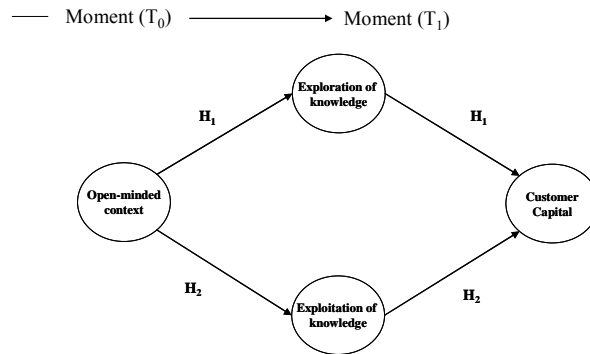 Moment (T0) Moment (T1)
Exploration of
knowledge
H1 H1
Open-minded
context
Customer
Capital
H2 H2
Exploitation of
knowledge